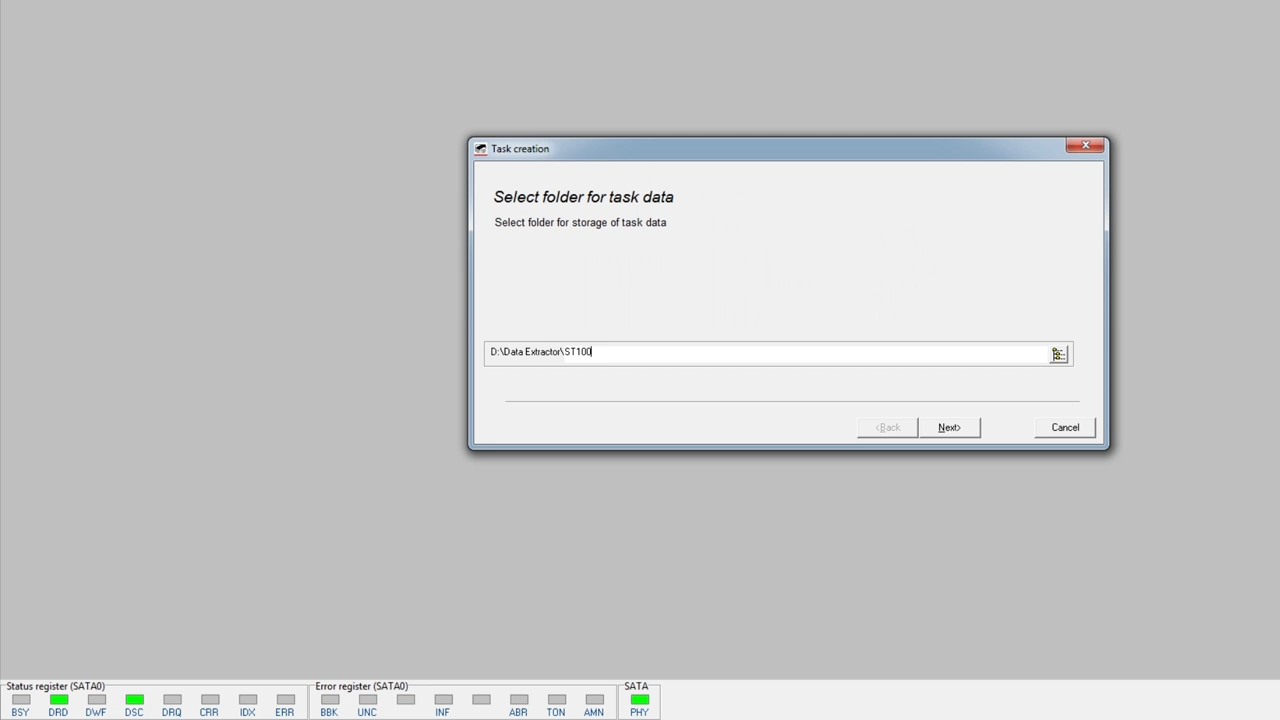 Task creation
Select folder for task data
Select folder for storage of task data
D:\Data Extractor\ST100
<Back
Next>
Cancel
Status register (SATA0)
Error register (SATA0)
SATA
BSY DRD DWF DSC DRQ CRR IDX ERR
BBK UNC INF ABR TON AMN
PHY